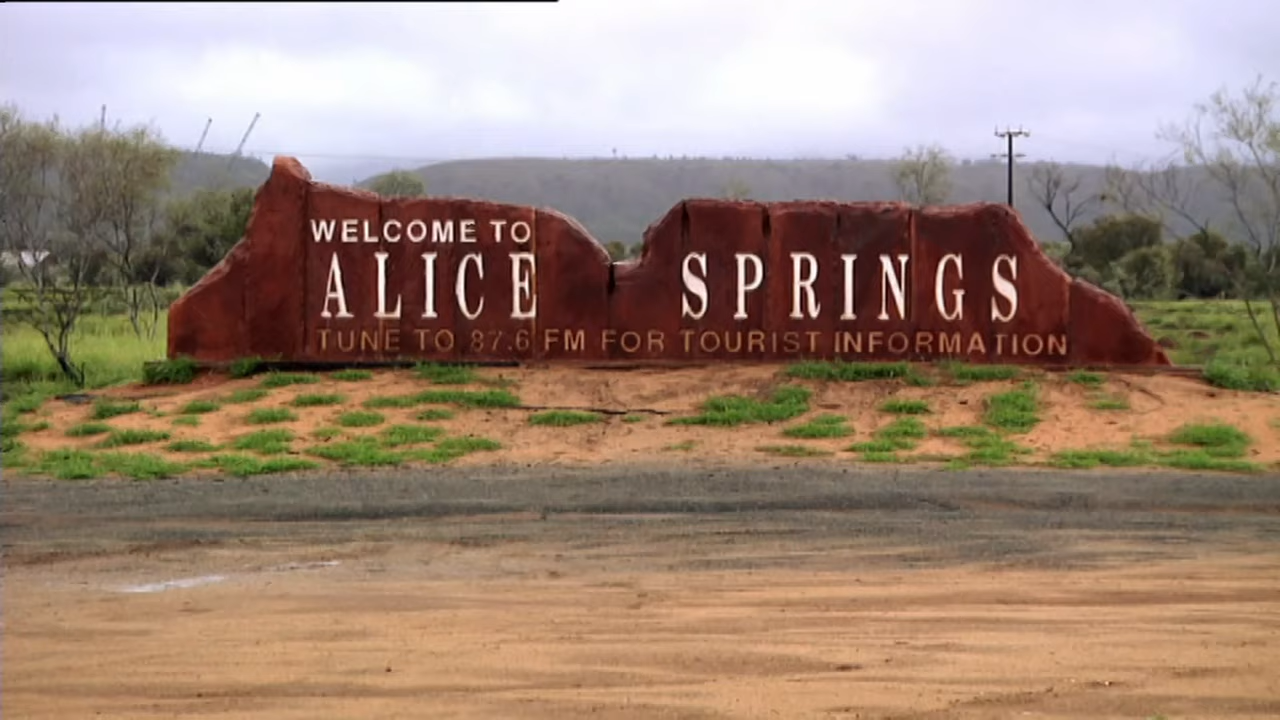 WELCOME TO
ALICE SPRINGS
TUNE TO 87.6 FM FOR TOURIST INFORMATION